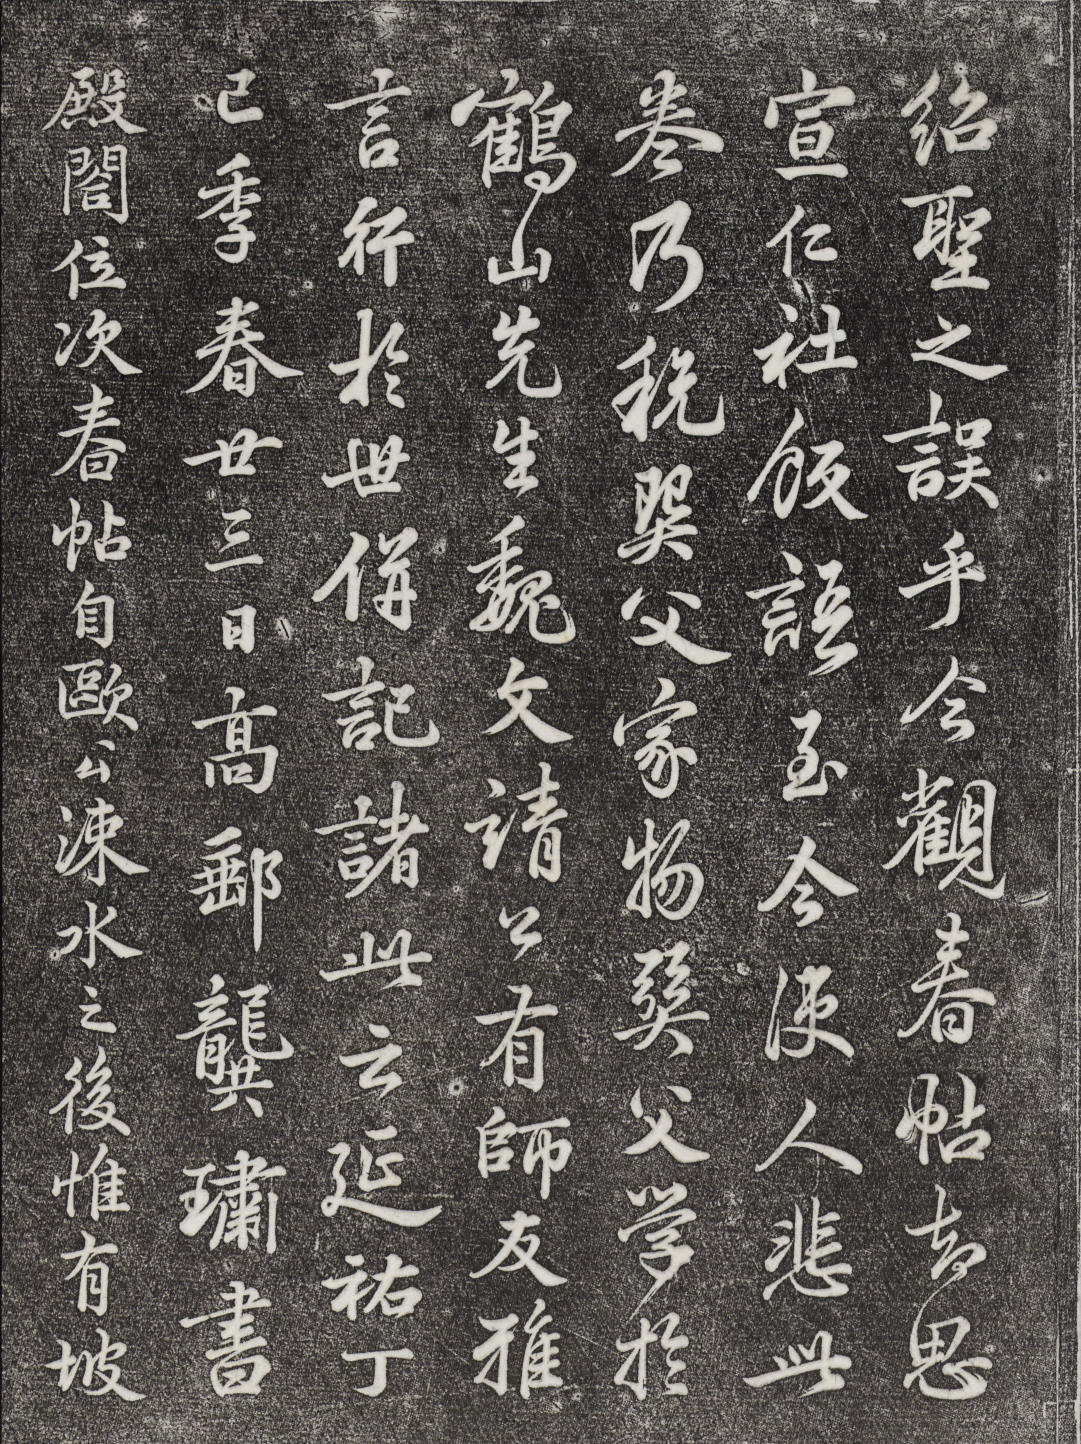 紹聖之誤乎今觀春帖去思
宣仁社飯語至今使人悲此
卷乃税巽父家物巽父学於
鶴山先生魏文靖公有師友雅
言行於世併記諸此云延祐丁
已季春廿三日高郵龔璛書
殿閣位次春帖自歐公涑水之後惟有坡